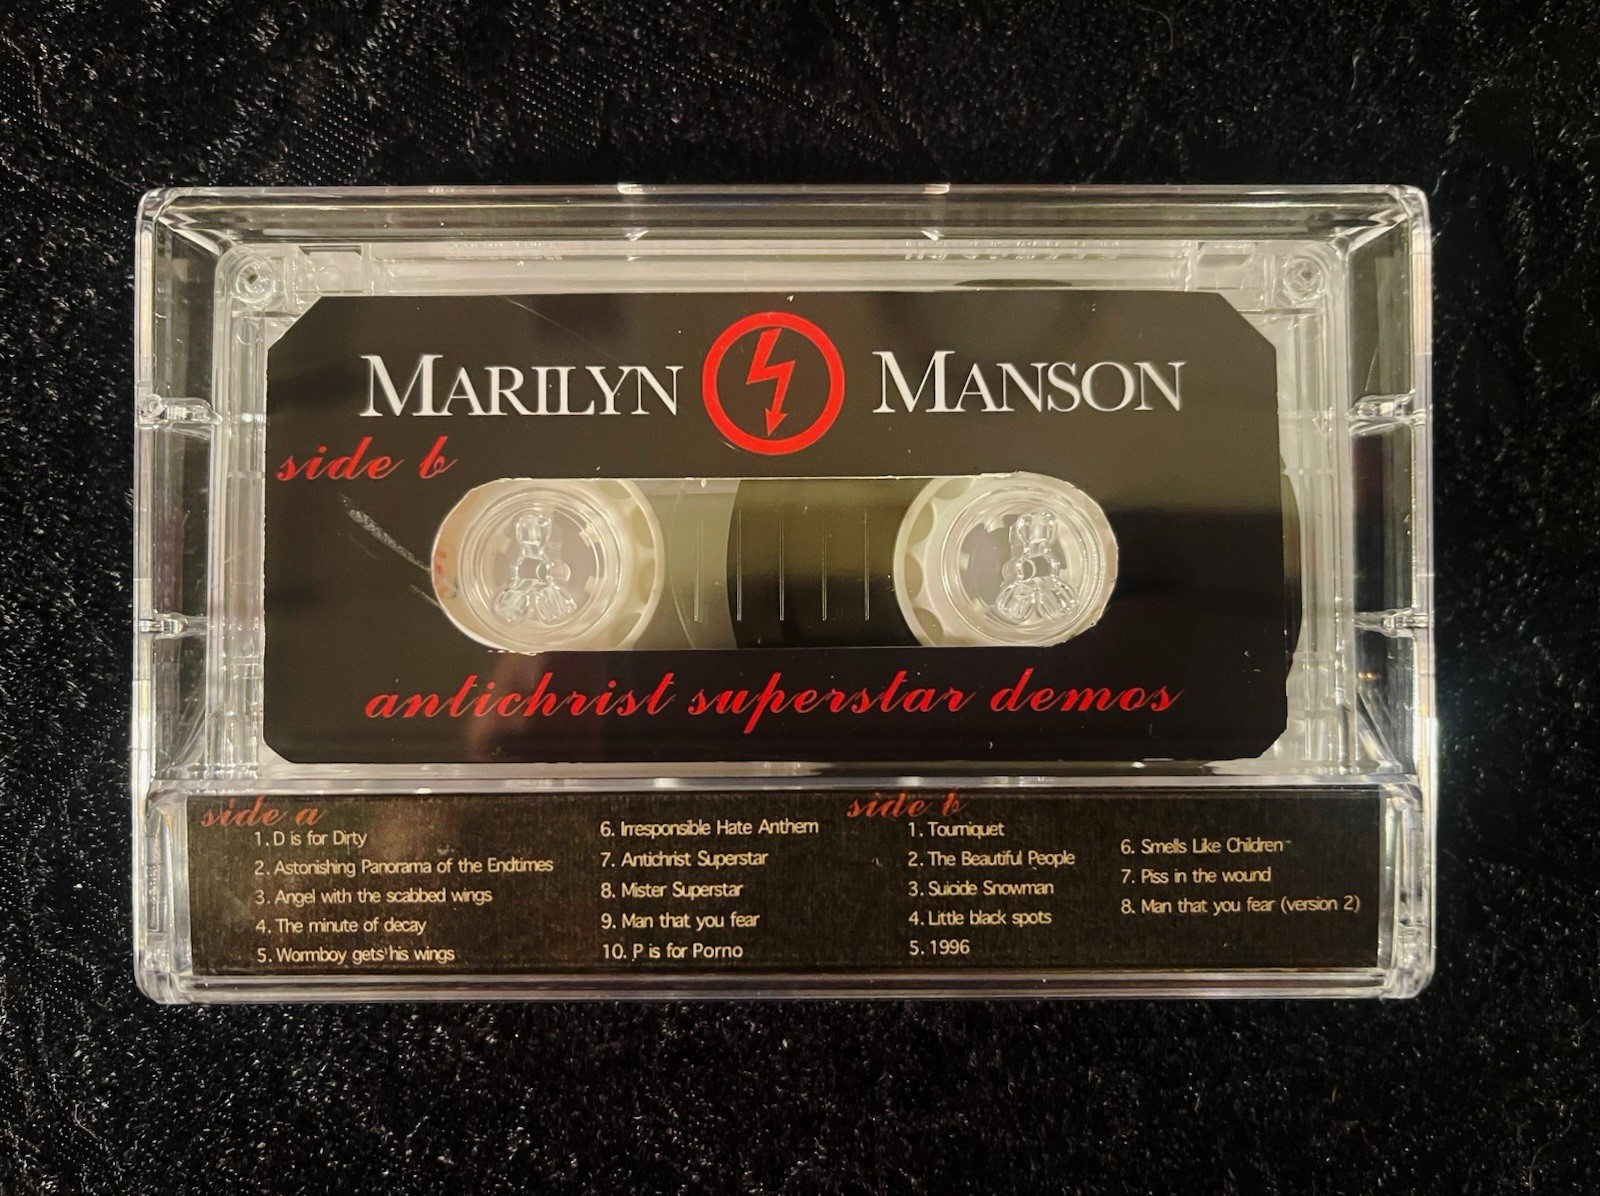 MARILYN MANSON
side b
antichrist superstar demos
side a
1. D is for Dirty
2. Astonishing Panorama of the Endtimes
3. Angel with the scabbed wings
4. The minute of decay
5. Wormboy gets his wings
6. Irresponsible Hate Anthem
7. Antichrist Superstar
8. Mister Superstar
9. Man that you fear
10. P is for Porno
side b
1. Tourniquet
2. The Beautiful People
3. Suicide Snowman
4. Little black spots
5. 1996
6. Smells Like Children
7. Piss in the wound
8. Man that you fear (version 2)